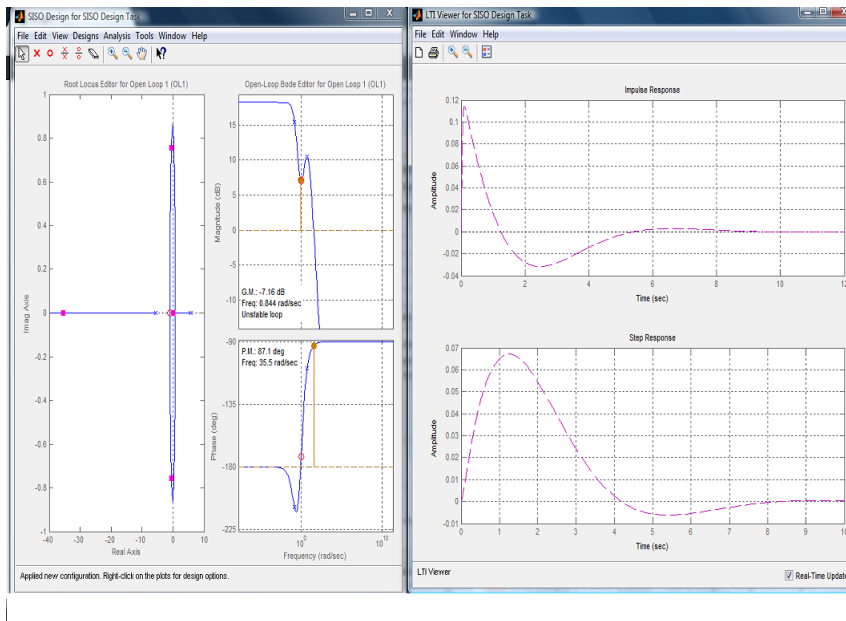 SISO Design for SISO Design Task
File Edit View Designs Analysis Tools Window Help
Root Locus Editor for Open Loop 1 (OL1)
1
0.8
0.6
0.4
0.2
0
-0.2
-0.4
-0.6
-0.8
-1
-40 -30 -20 -10 0 10
Real Axis
Imag Axis
Open-Loop Bode Editor for Open Loop 1 (OL1)
15
10
5
0
-5
-10
Magnitude (dB)
G.M.: -7.16 dB
Freq: 0.844 rad/sec
Unstable loop
-90
-135
-180
-225
Phase (deg)
P.M.: 87.1 deg
Freq: 35.5 rad/sec
10^0
Frequency (rad/sec)
Applied new configuration. Right-click on the plots for design options.
LTI Viewer for SISO Design Task
File Edit Window Help
Impulse Response
0.12
0.1
0.08
0.06
0.04
0.02
0
-0.02
-0.04
Amplitude
0 2 4 6 8 10 12
Time (sec)
Step Response
0.07
0.06
0.05
0.04
0.03
0.02
0.01
0
-0.01
Amplitude
0 1 2 3 4 5 6 7 8 9 10
Time (sec)
LTI Viewer
Real-Time Update